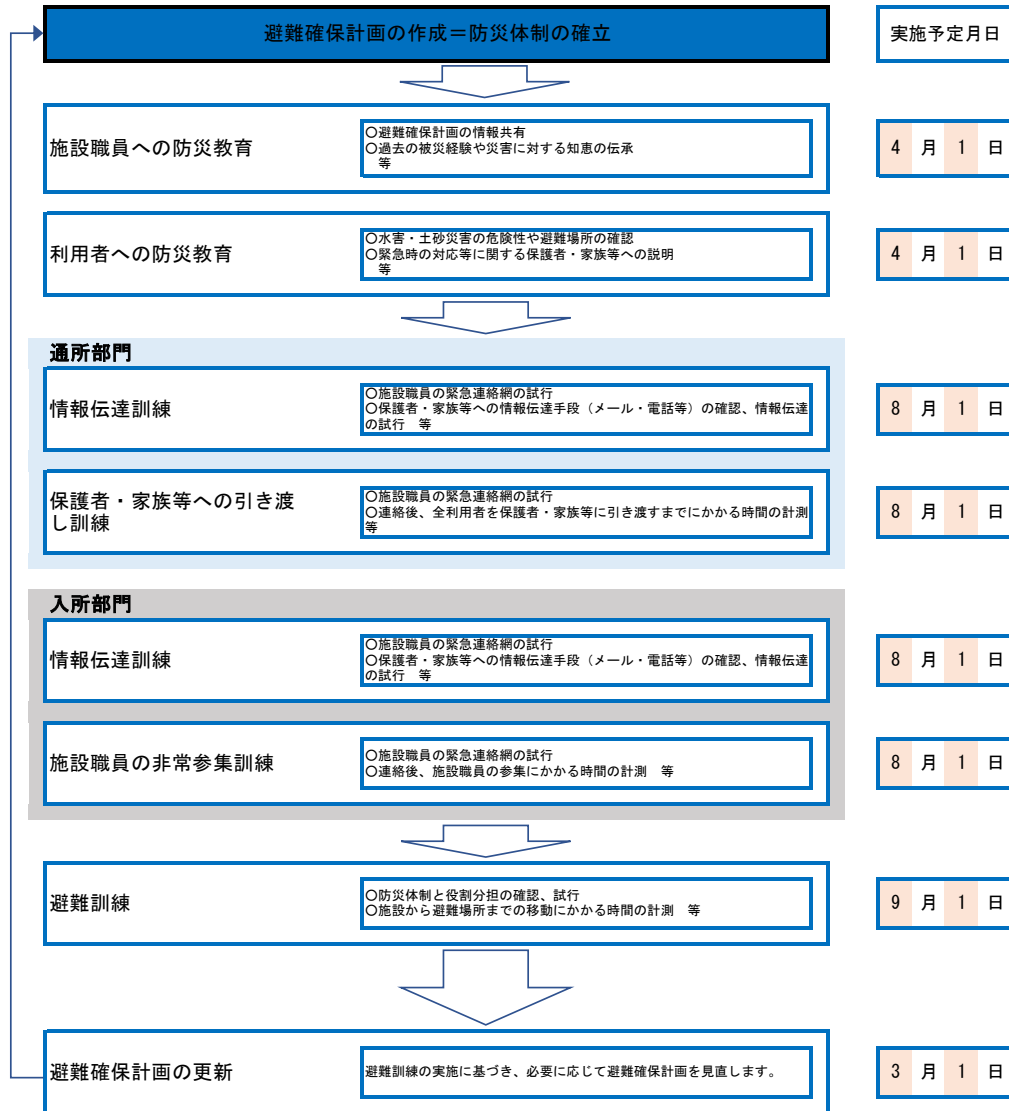 避難確保計画の作成＝防災体制の確立
実施予定月日
施設職員への防災教育
〇避難確保計画の情報共有
〇過去の被災経験や災害に対する知恵の伝承
等
4 月 1 日
利用者への防災教育
〇水害・土砂災害の危険性や避難場所の確認
〇緊急時の対応等に関する保護者・家族等への説明
等
4 月 1 日
通所部門
情報伝達訓練
〇施設職員の緊急連絡網の試行
〇保護者・家族等への情報伝達手段（メール・電話等）の確認、情報伝達
の試行　等
8 月 1 日
保護者・家族等への引き渡
し訓練
〇施設職員の緊急連絡網の試行
〇連絡後、全利用者を保護者・家族等に引き渡すまでにかかる時間の計測
等
8 月 1 日
入所部門
情報伝達訓練
〇施設職員の緊急連絡網の試行
〇保護者・家族等への情報伝達手段（メール・電話等）の確認、情報伝達
の試行　等
8 月 1 日
施設職員の非常参集訓練
〇施設職員の緊急連絡網の試行
〇連絡後、施設職員の参集にかかる時間の計測　等
8 月 1 日
避難訓練
〇防災体制と役割分担の確認、試行
〇施設から避難場所までの移動にかかる時間の計測　等
9 月 1 日
避難確保計画の更新
避難訓練の実施に基づき、必要に応じて避難確保計画を見直します。
3 月 1 日